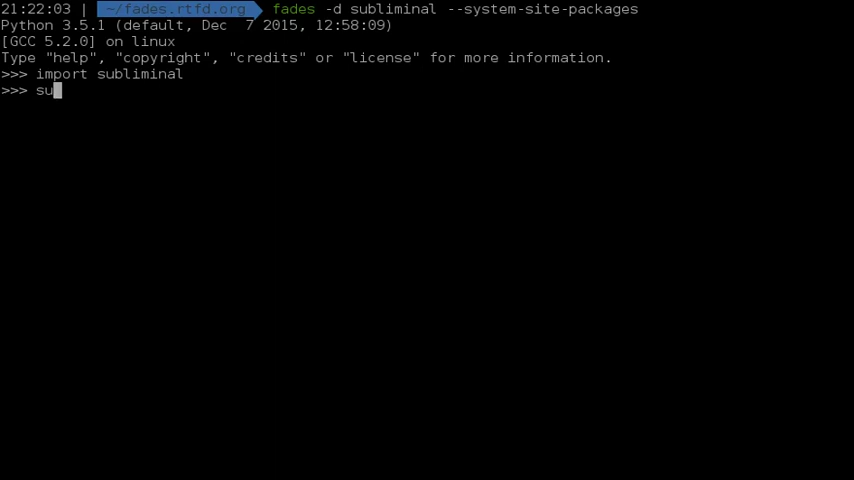 21:22:03 | ~/fades.rtfd.org fades -d subliminal --system-site-packages
Python 3.5.1 (default, Dec  7 2015, 12:58:09)
[GCC 5.2.0] on linux
Type "help", "copyright", "credits" or "license" for more information.
>>> import subliminal
>>> su